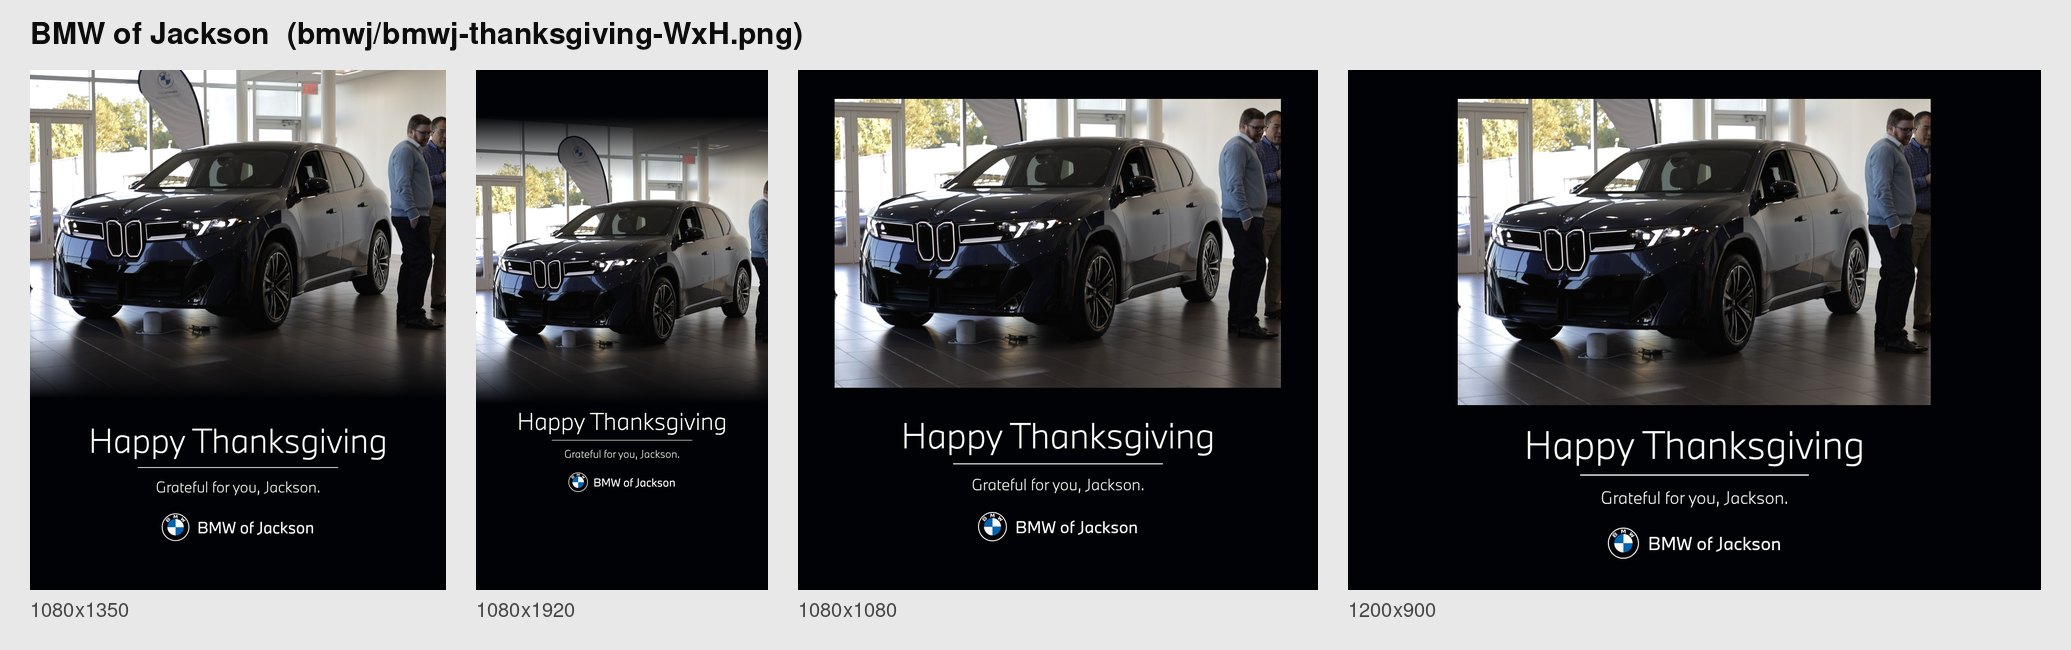 BMW of Jackson (bmwj/bmwj-thanksgiving-WxH.png)
Happy Thanksgiving
Grateful for you, Jackson.
BMW of Jackson
1080x1350
Happy Thanksgiving
Grateful for you, Jackson.
BMW of Jackson
1080x1920
Happy Thanksgiving
Grateful for you, Jackson.
BMW
BMW of Jackson
1080x1080
Happy Thanksgiving
Grateful for you, Jackson.
BMW
BMW of Jackson
1200x900